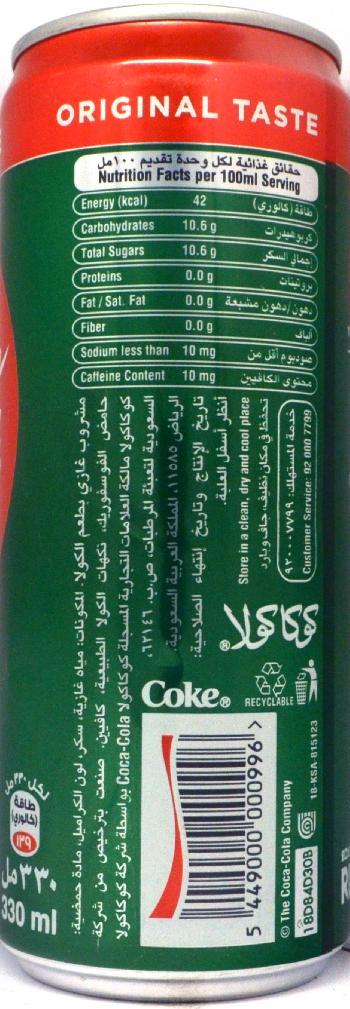 ORIGINAL TASTE
حقائق غذائية لكل وحدة تقديم ١٠٠مل
Nutrition Facts per 100ml Serving
Energy (kcal) 42 طاقة (كالوري)
Carbohydrates 10.6 g كربوهيدرات
Total Sugars 10.6 g إجمالي السكر
Proteins 0.0 g بروتينات
Fat / Sat. Fat 0.0 g دهون/دهون مشبعة
Fiber 0.0 g ألياف
Sodium less than 10 mg صوديوم أقل من
Caffeine Content 10 mg محتوى الكافيين
مشروب غازي بطعم الكولا. المكونات: مياه غازية، سكر، لون الكراميل، مادة حمضية:
حامض الفوسفوريك، نكهات الكولا الطبيعية، كافيين. صنعت بترخيص من شركة
كوكاكولا مالكة العلامات التجارية المسجلة كوكاكولا Coca-Cola بواسطة شركة كوكاكولا
السعودية لتعبئة المرطبات، ص.ب. ٦٢١٤٦،
الرياض ١١٥٨٥، المملكة العربية السعودية.
تاريخ الإنتاج وتاريخ إنتهاء الصلاحية:
أنظر أسفل العلبة.
Store in a clean, dry and cool place
تحفظ في مكان نظيف، جاف وبارد
خدمة المستهلك: ٩٢٠٠٠٧٧٩٩
Customer Service: 92 000 7799
كوكاكولا®
Coke®
RECYCLABLE
5 449000 000996 >
© The Coca-Cola Company
18-KSA-815123
18D84D30B
لكل ٣٣٠مل
طاقة
(كالوري)
١٣٩
٣٣٠ مل
330 ml